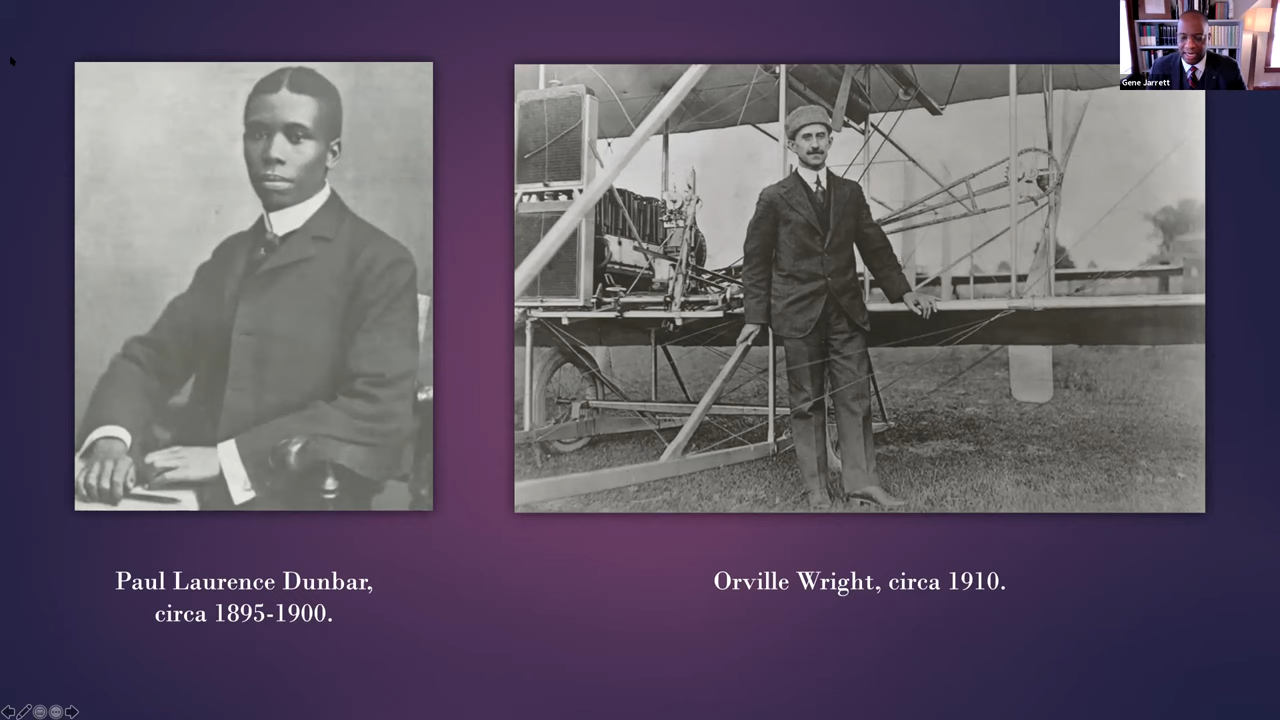 Gene Jarrett
Paul Laurence Dunbar,
circa 1895-1900.
Orville Wright, circa 1910.